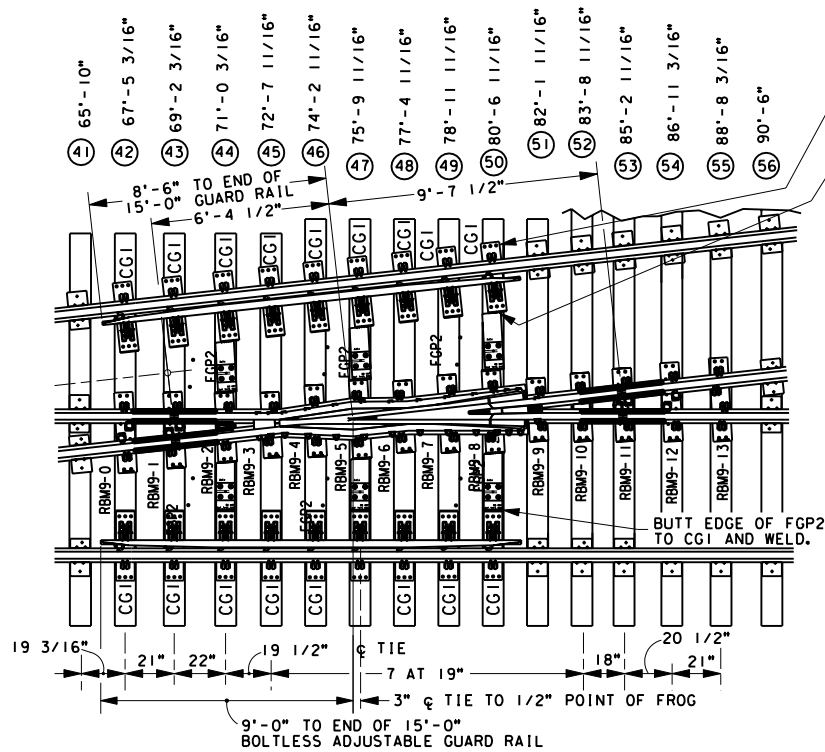 65'-10"
67'-5 3/16"
69'-2 3/16"
71'-0 3/16"
72'-7 11/16"
74'-2 11/16"
75'-9 11/16"
77'-4 11/16"
78'-11 11/16"
80'-6 11/16"
82'-1 11/16"
83'-8 11/16"
85'-2 11/16"
86'-11 3/16"
88'-8 3/16"
90'-6"
41
42
43
44
45
46
47
48
49
50
51
52
53
54
55
56
8'-6" TO END OF
15'-0" GUARD RAIL
6'-4 1/2"
9'-7 1/2"
CG1
CG1
CG1
CG1
CG1
CG1
CG1
CG1
CG1
FGP2
FGP2
FGP2
RBM9-0
RBM9-1
RBM9-2
RBM9-3
RBM9-4
RBM9-5
RBM9-6
RBM9-7
RBM9-8
RBM9-9
RBM9-10
RBM9-11
RBM9-12
RBM9-13
FGP2
BUTT EDGE OF FGP2
TO CG1 AND WELD.
CG1
CG1
CG1
CG1
CG1
CG1
CG1
CG1
CG1
19 3/16"
21"
22"
19 1/2"
℄ TIE
7 AT 19"
18"
20 1/2"
21"
3" ℄ TIE TO 1/2" POINT OF FROG
9'-0" TO END OF 15'-0"
BOLTLESS ADJUSTABLE GUARD RAIL